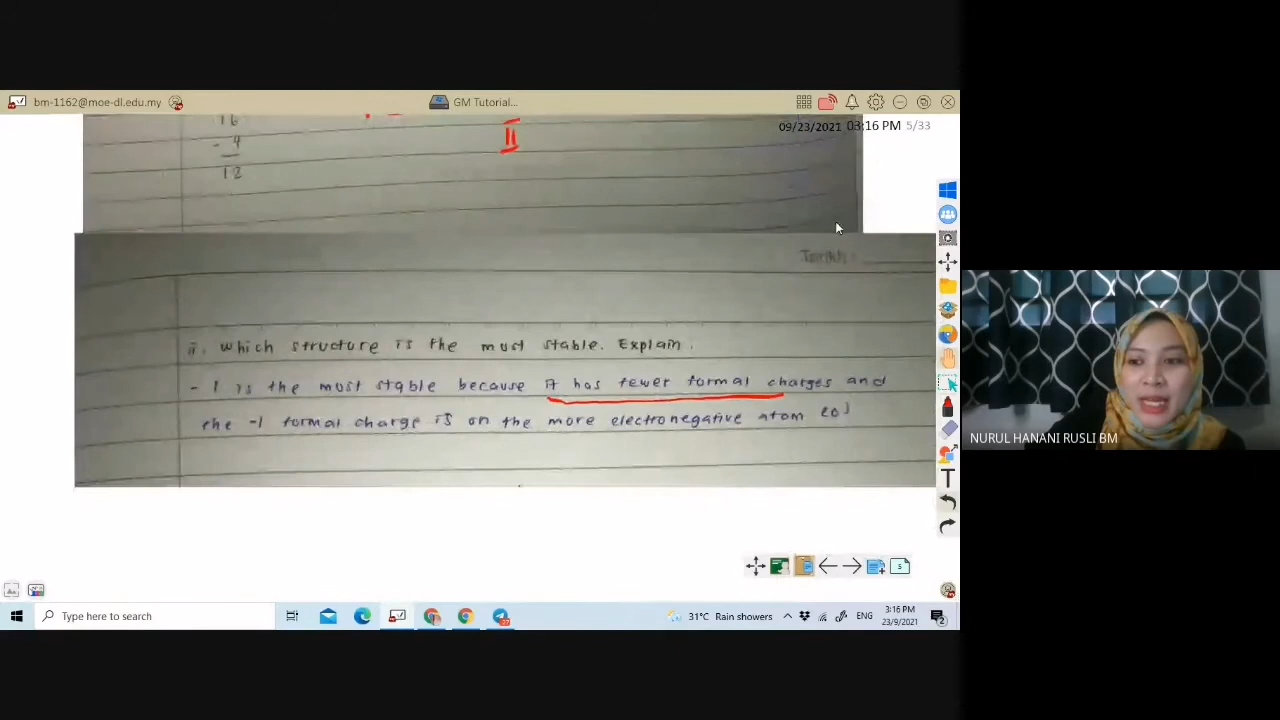 bm-1162@moe-dl.edu.my
GM Tutorial...
09/23/2021 03:16 PM 5/33
16
- 4
12
II
Tarikh:
ii. Which structure is the most stable. Explain.
- I is the most stable because it has fewer formal charges and
the -1 formal charge is on the more electronegative atom (O)
NURUL HANANI RUSLI BM
T
5
Type here to search
31°C Rain showers
ENG
3:16 PM
23/9/2021
2